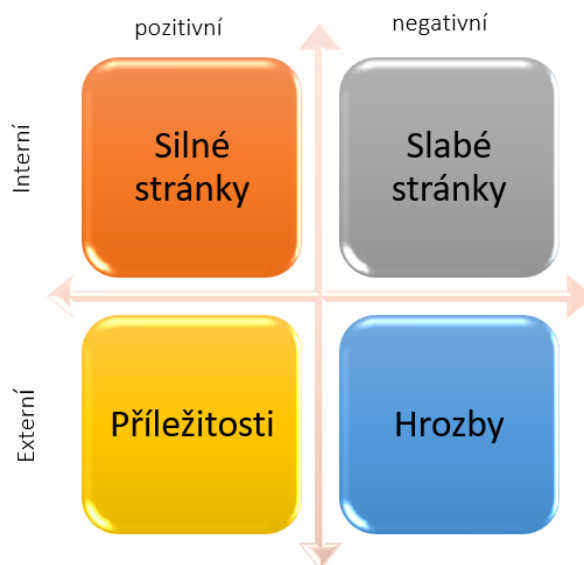 pozitivní
negativní
Interní
Silné
stránky
Slabé
stránky
Externí
Příležitosti
Hrozby